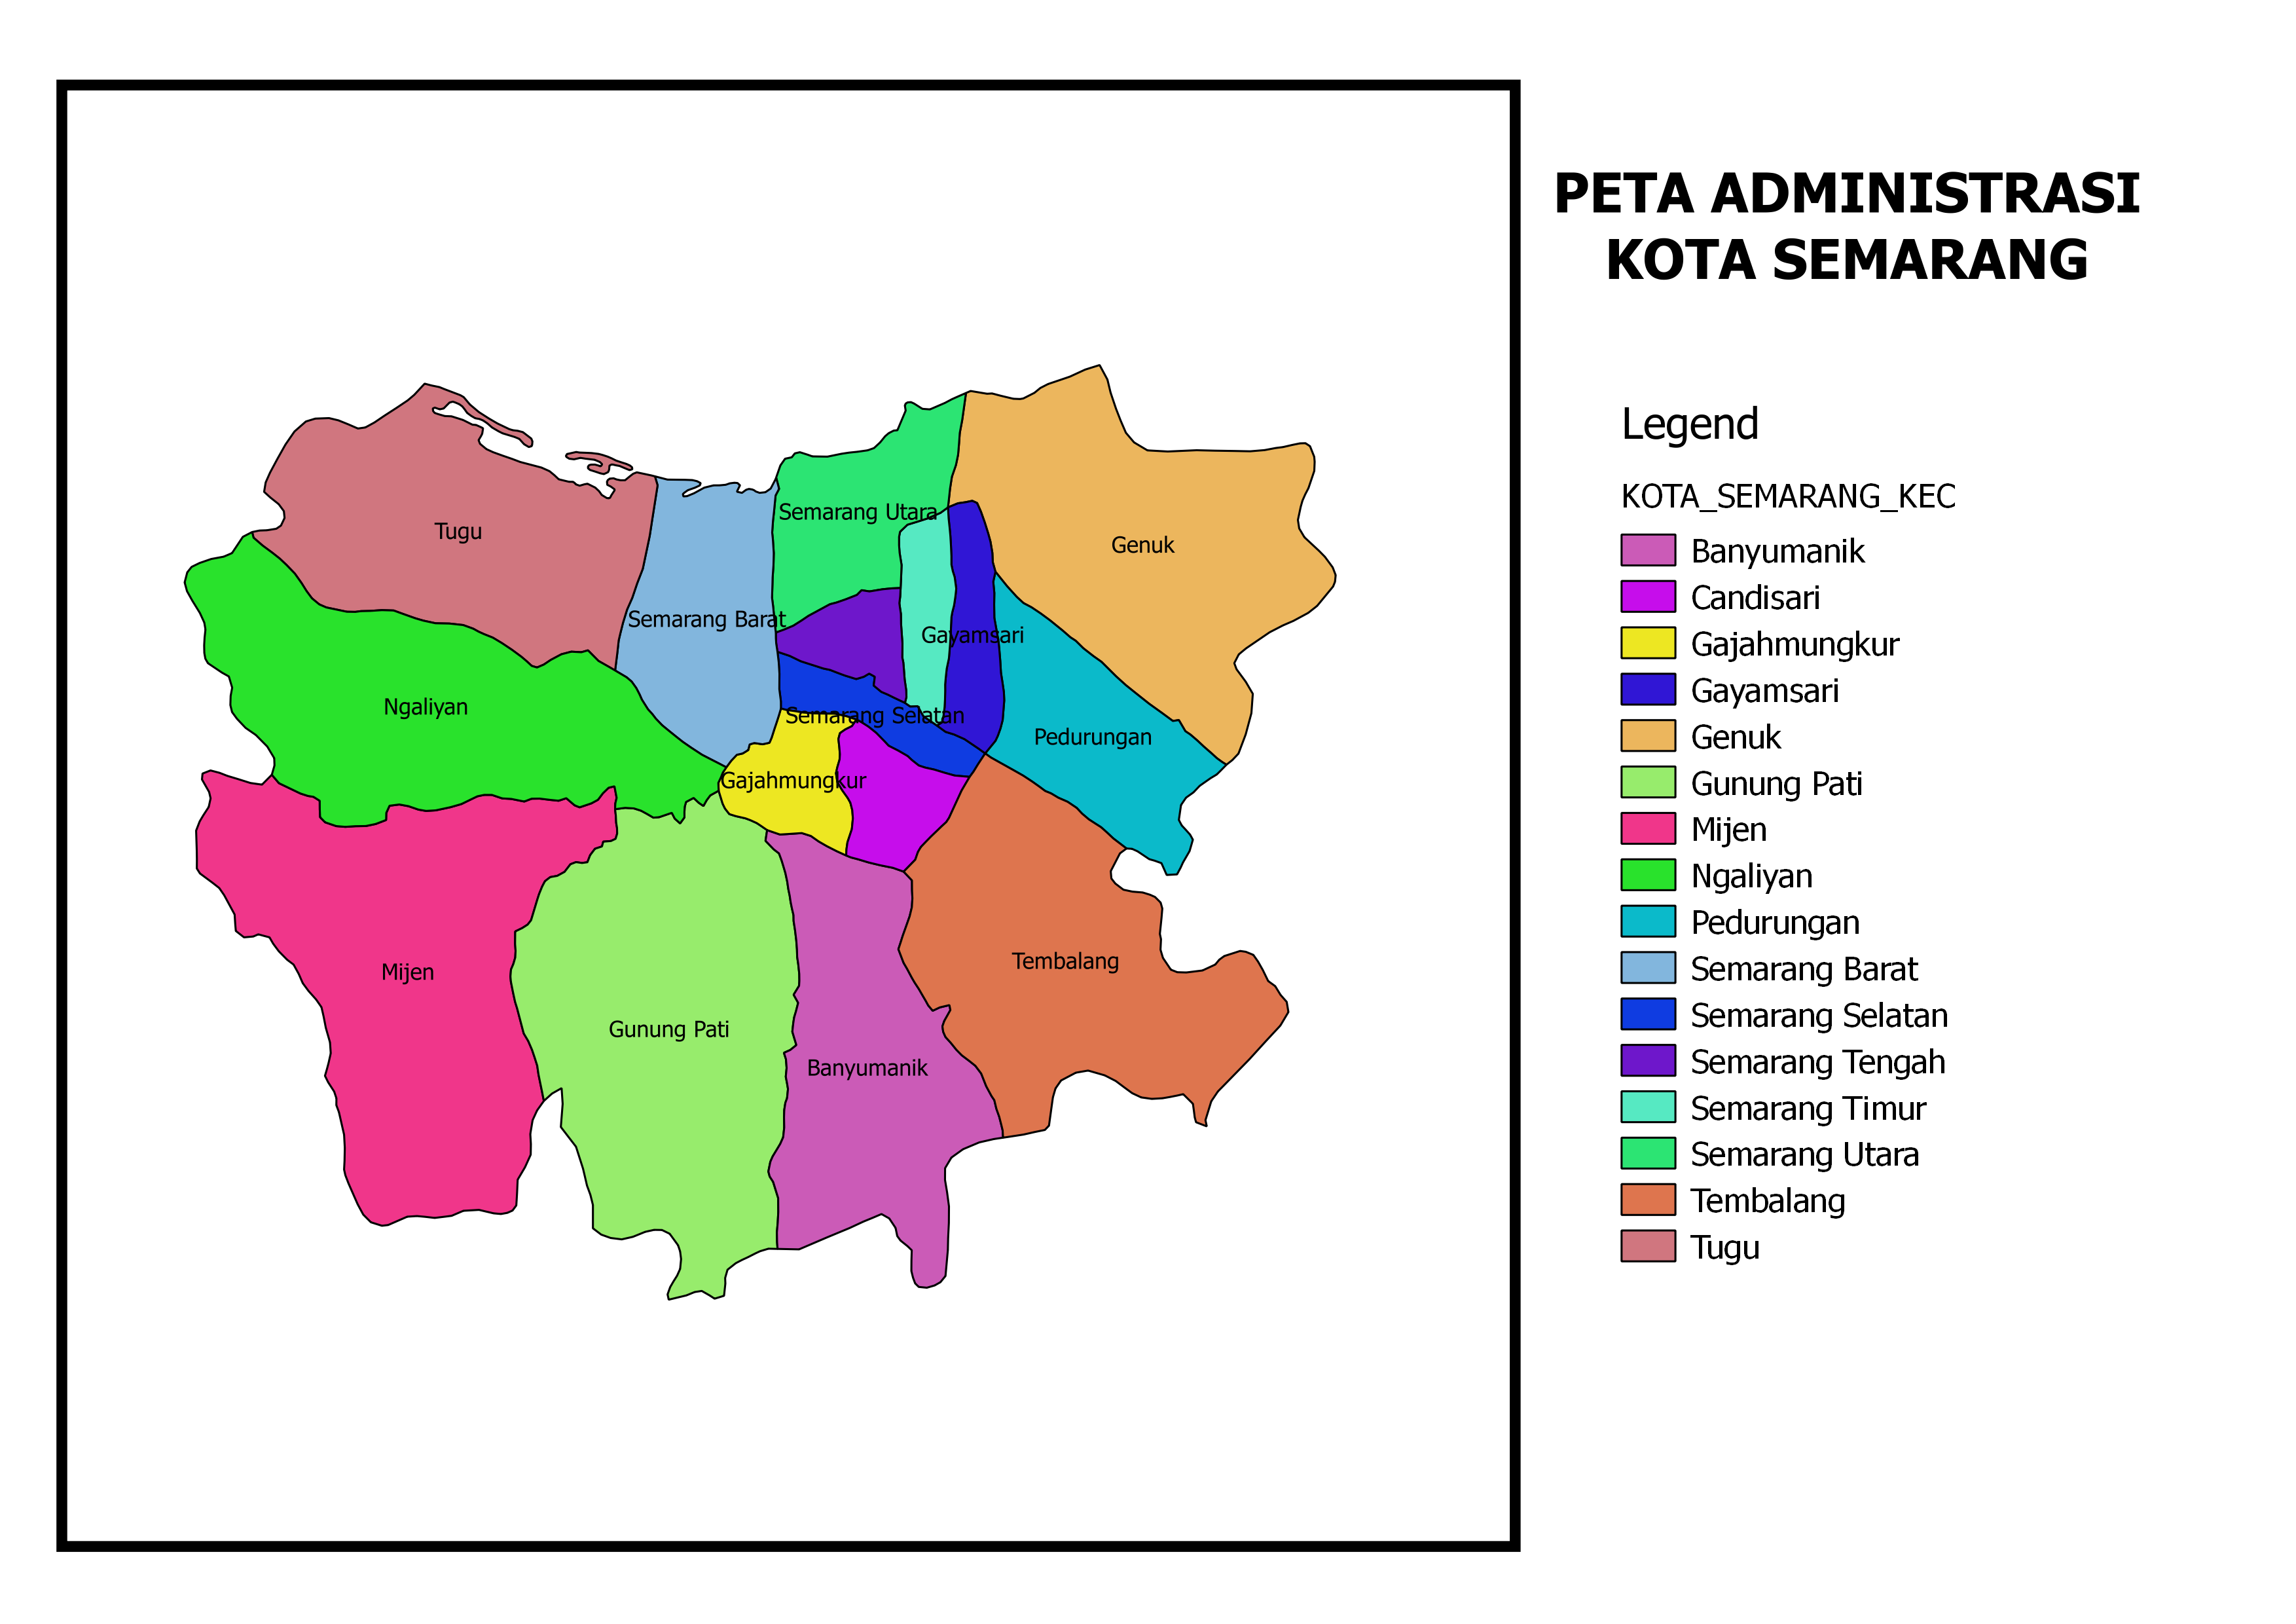 PETA ADMINISTRASI
KOTA SEMARANG
Legend
KOTA_SEMARANG_KEC
Banyumanik
Candisari
Gajahmungkur
Gayamsari
Genuk
Gunung Pati
Mijen
Ngaliyan
Pedurungan
Semarang Barat
Semarang Selatan
Semarang Tengah
Semarang Timur
Semarang Utara
Tembalang
Tugu
Semarang Utara
Tugu
Genuk
Semarang Barat
Gayamsari
Ngaliyan
Semarang Selatan
Pedurungan
Gajahmungkur
Tembalang
Mijen
Gunung Pati
Banyumanik